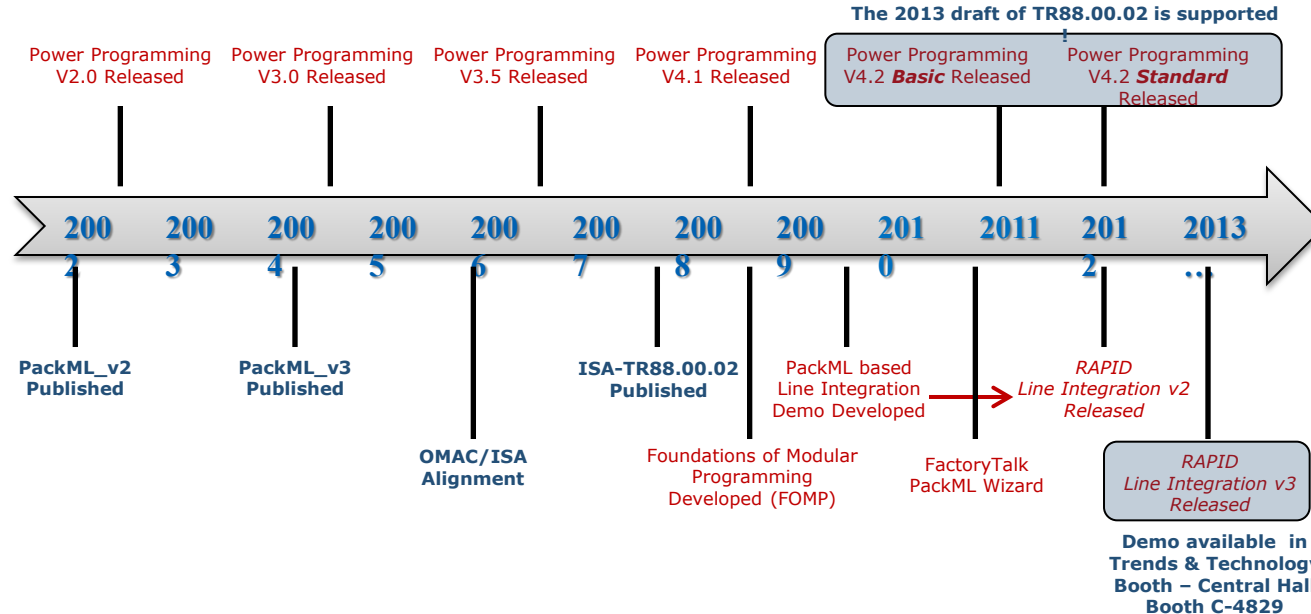 The 2013 draft of TR88.00.02 is supported
!
Power Programming
V2.0 Released
Power Programming
V3.0 Released
Power Programming
V3.5 Released
Power Programming
V4.1 Released
Power Programming
V4.2 Basic Released
Power Programming
V4.2 Standard
Released
200
2
200
3
200
4
200
5
200
6
200
7
200
8
200
9
201
0
2011
201
2
2013
...
PackML_v2
Published
PackML_v3
Published
OMAC/ISA
Alignment
ISA-TR88.00.02
Published
Foundations of Modular
Programming
Developed (FOMP)
PackML based
Line Integration
Demo Developed
FactoryTalk
PackML Wizard
RAPID
Line Integration v2
Released
RAPID
Line Integration v3
Released
Demo available in
Trends & Technology
Booth – Central Hall
Booth C-4829